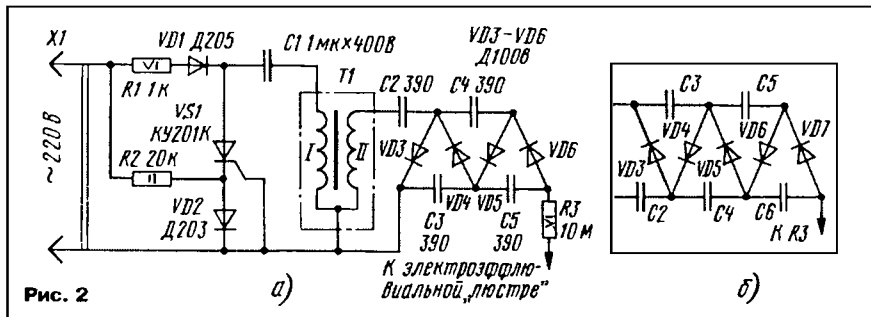 X1
~220В
VD1 Д205
R1 1к
VS1
КУ201К
R2 20к
VD2
Д203
C1 1мк×400В
T1
I
II
C2 390
C4 390
VD3-VD6
Д1008
VD3
VD4
VD5
VD6
C3
390
C5
390
R3
10 М
К электроэффлю-
виальной „люстре"
Рис. 2
а)
C3
C5
VD3
VD4
VD5
VD6
VD7
C2
C4
C6
К R3
б)